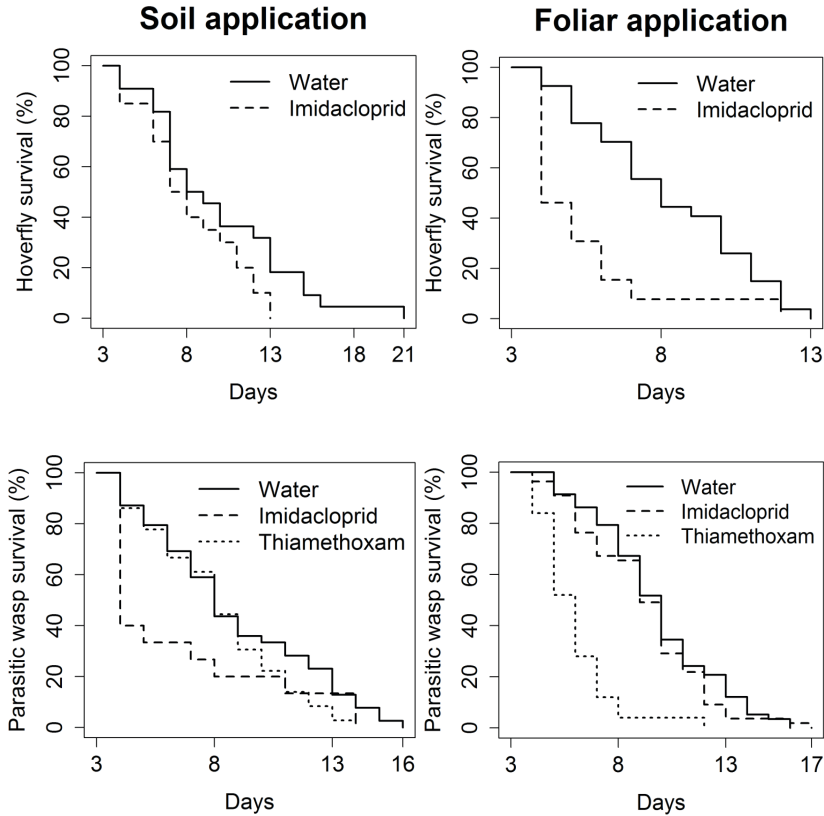 Soil application
Foliar application
Hoverfly survival (%)
0 20 40 60 80 100
Water
Imidacloprid
3 8 13 18 21
Days
Hoverfly survival (%)
0 20 40 60 80 100
Water
Imidacloprid
3 8 13
Days
Parasitic wasp survival (%)
0 20 40 60 80 100
Water
Imidacloprid
Thiamethoxam
3 8 13 16
Days
Parasitic wasp survival (%)
0 20 40 60 80 100
Water
Imidacloprid
Thiamethoxam
3 8 13 17
Days